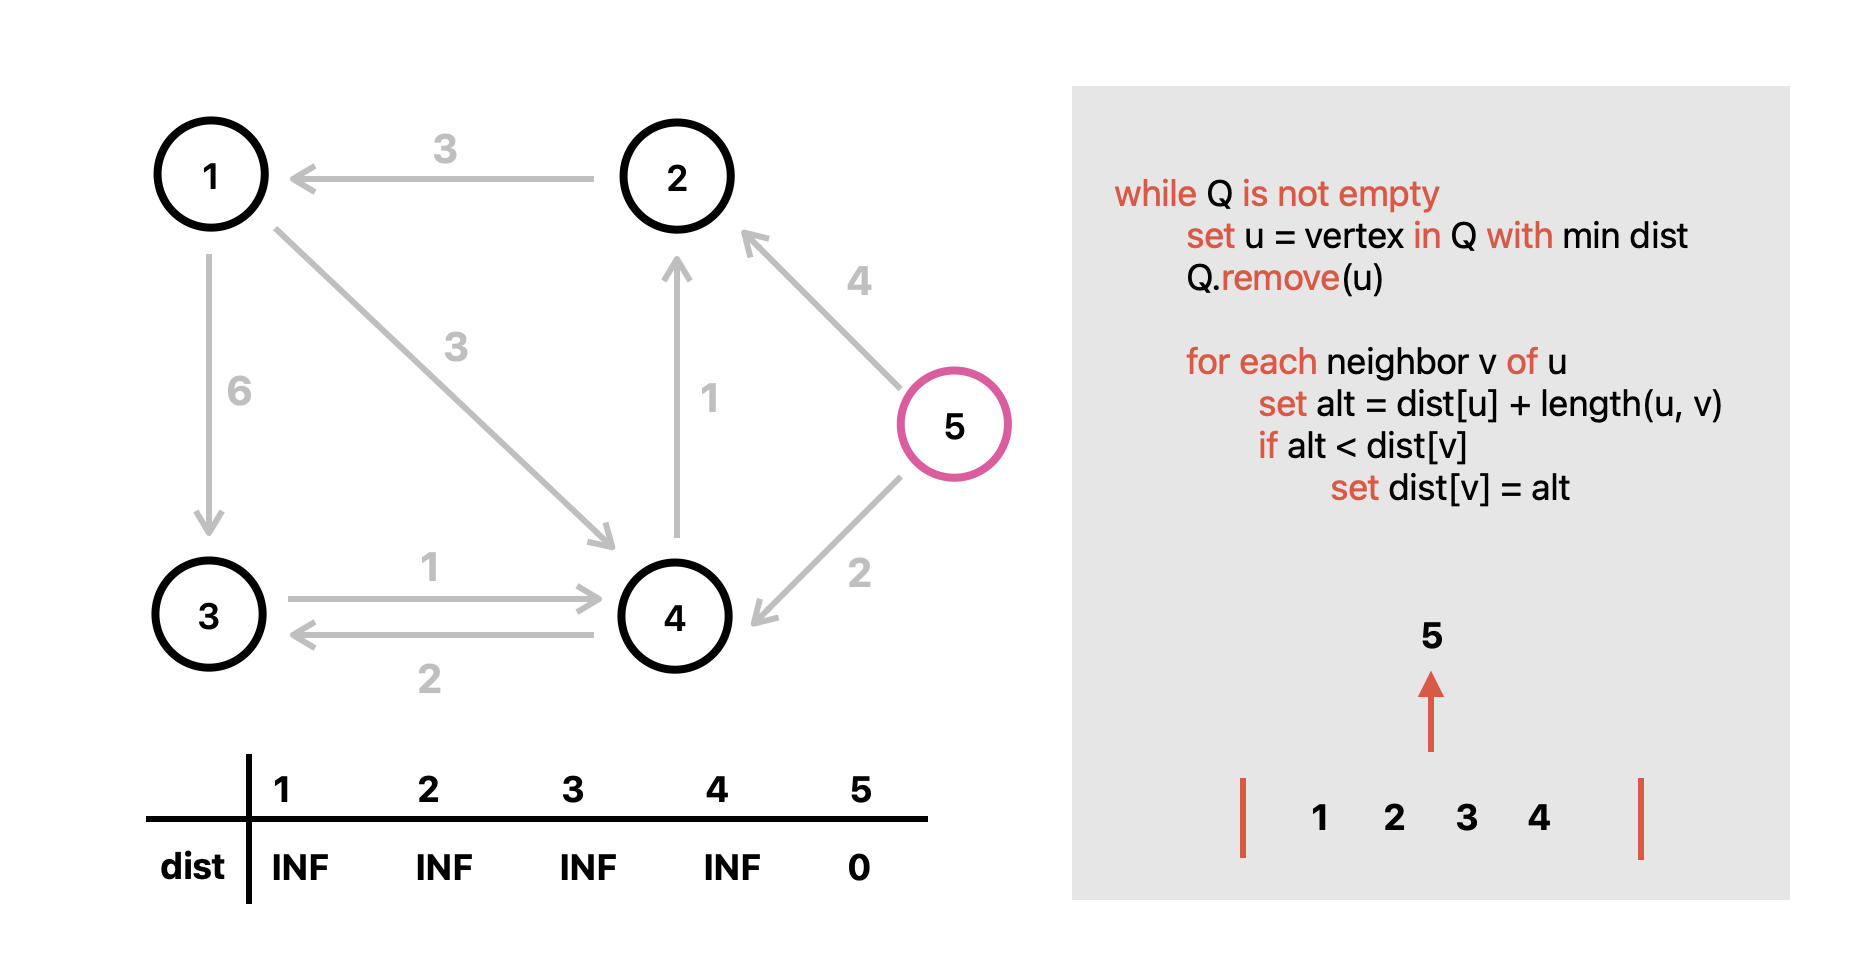 3
1
2
4
3
6
1
5
1
2
3
4
2
1 2 3 4 5
dist INF INF INF INF 0
while Q is not empty
set u = vertex in Q with min dist
Q.remove(u)
for each neighbor v of u
set alt = dist[u] + length(u, v)
if alt < dist[v]
set dist[v] = alt
5
1 2 3 4